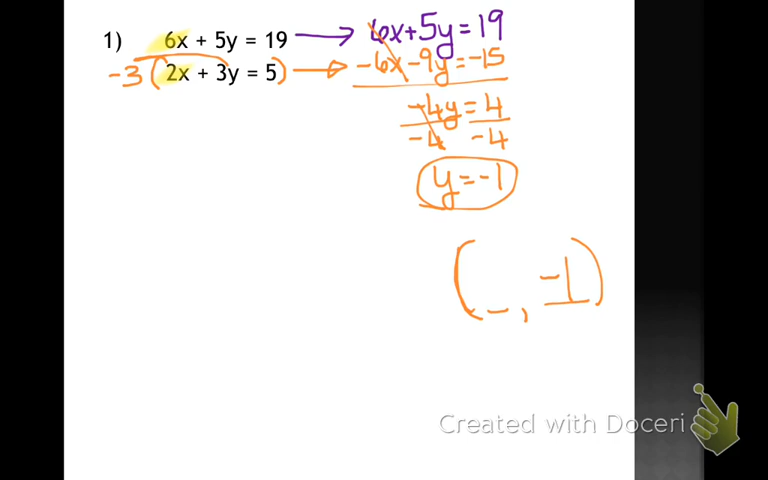 1) 6x + 5y = 19 → 6x+5y=19
-3 (2x + 3y = 5) → -6x-9y=-15
-4y=4
-4 -4
y=-1
(_, -1)
Created with Doceri